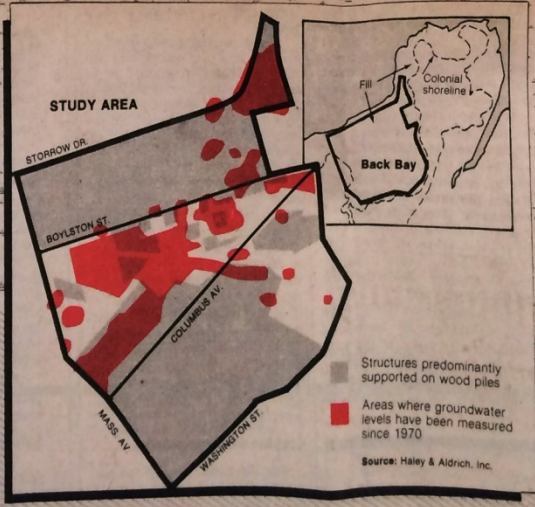 STUDY AREA
STORROW DR.
BOYLSTON ST.
COLUMBUS AV.
MASS. AV
WASHINGTON ST.
Fill
Colonial
shoreline
Back Bay
Structures predominantly
supported on wood piles
Areas where groundwater
levels have been measured
since 1970
Source: Haley & Aldrich, Inc.